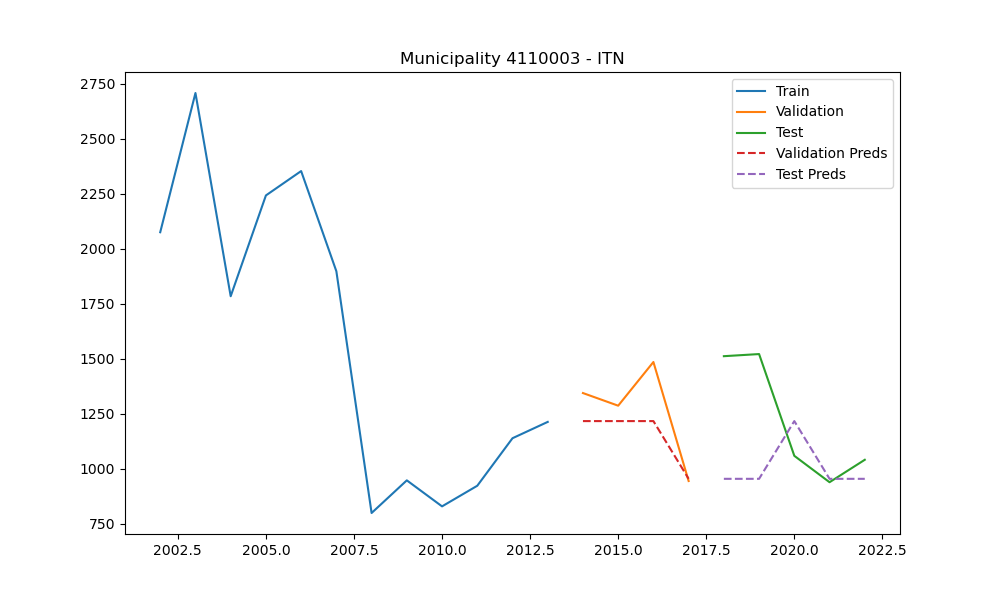 Municipality 4110003 - ITN
2750
2500
2250
2000
1750
1500
1250
1000
750
2002.5 2005.0 2007.5 2010.0 2012.5 2015.0 2017.5 2020.0 2022.5
Train
Validation
Test
Validation Preds
Test Preds